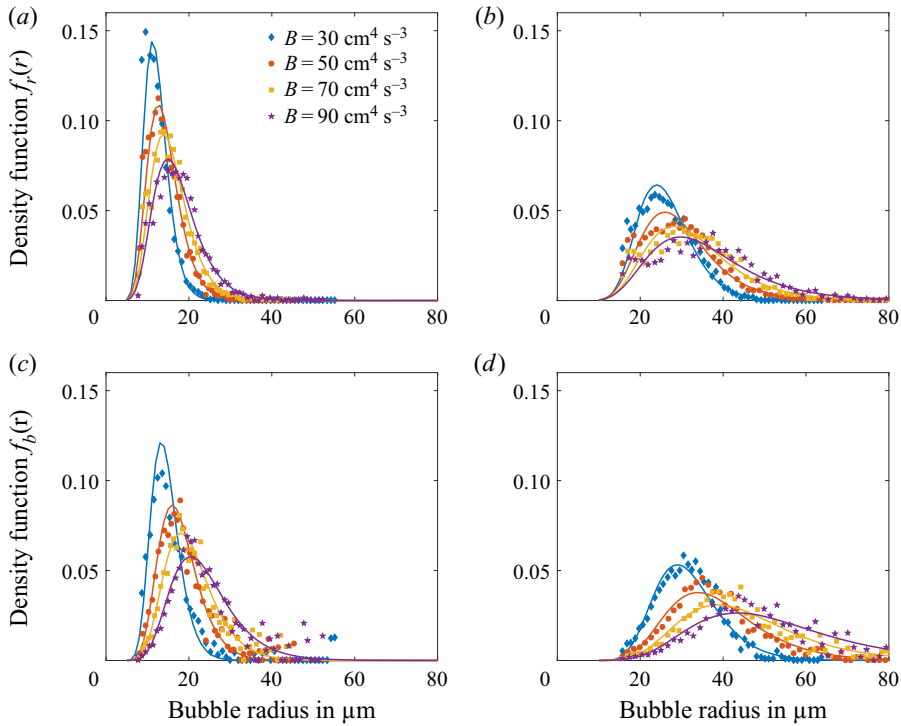 (a)
(b)
0.15
0.10
0.05
0
20
40
60
80
Density function f_r(r)
B = 30 cm⁴ s⁻³
B = 50 cm⁴ s⁻³
B = 70 cm⁴ s⁻³
B = 90 cm⁴ s⁻³
0.15
0.10
0.05
0
20
40
60
80
(c)
(d)
0.15
0.10
0.05
0
20
40
60
80
Density function f_b(r)
Bubble radius in µm
0.15
0.10
0.05
0
20
40
60
80
Bubble radius in µm